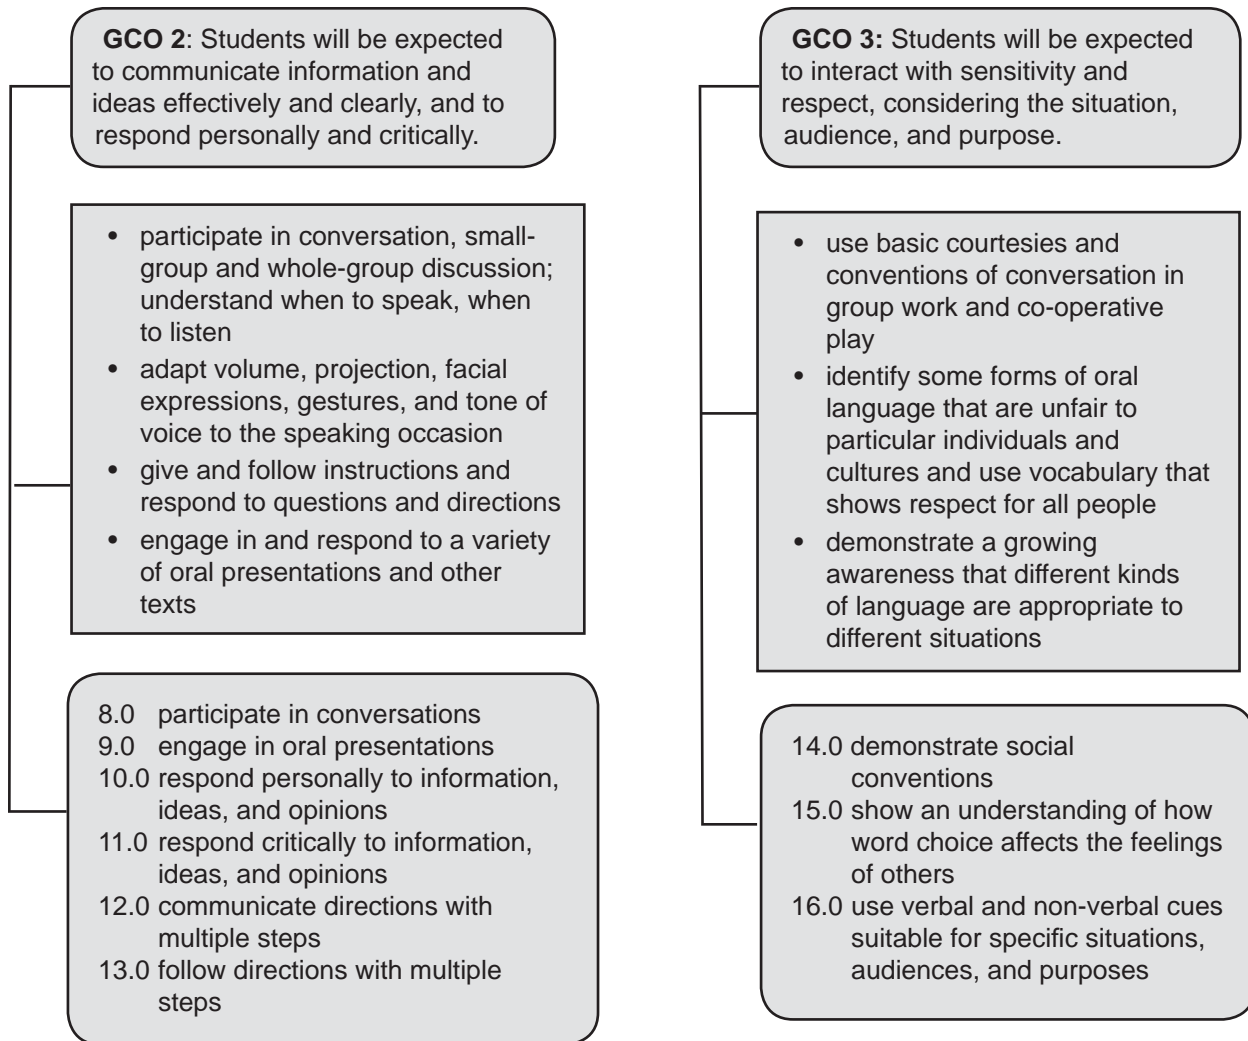 GCO 2: Students will be expected
to communicate information and
ideas effectively and clearly, and to
respond personally and critically.
• participate in conversation, small-
group and whole-group discussion;
understand when to speak, when
to listen
• adapt volume, projection, facial
expressions, gestures, and tone of
voice to the speaking occasion
• give and follow instructions and
respond to questions and directions
• engage in and respond to a variety
of oral presentations and other
texts
8.0 participate in conversations
9.0 engage in oral presentations
10.0 respond personally to information,
ideas, and opinions
11.0 respond critically to information,
ideas, and opinions
12.0 communicate directions with
multiple steps
13.0 follow directions with multiple
steps
GCO 3: Students will be expected
to interact with sensitivity and
respect, considering the situation,
audience, and purpose.
• use basic courtesies and
conventions of conversation in
group work and co-operative
play
• identify some forms of oral
language that are unfair to
particular individuals and
cultures and use vocabulary that
shows respect for all people
• demonstrate a growing
awareness that different kinds
of language are appropriate to
different situations
14.0 demonstrate social
conventions
15.0 show an understanding of how
word choice affects the feelings
of others
16.0 use verbal and non-verbal cues
suitable for specific situations,
audiences, and purposes